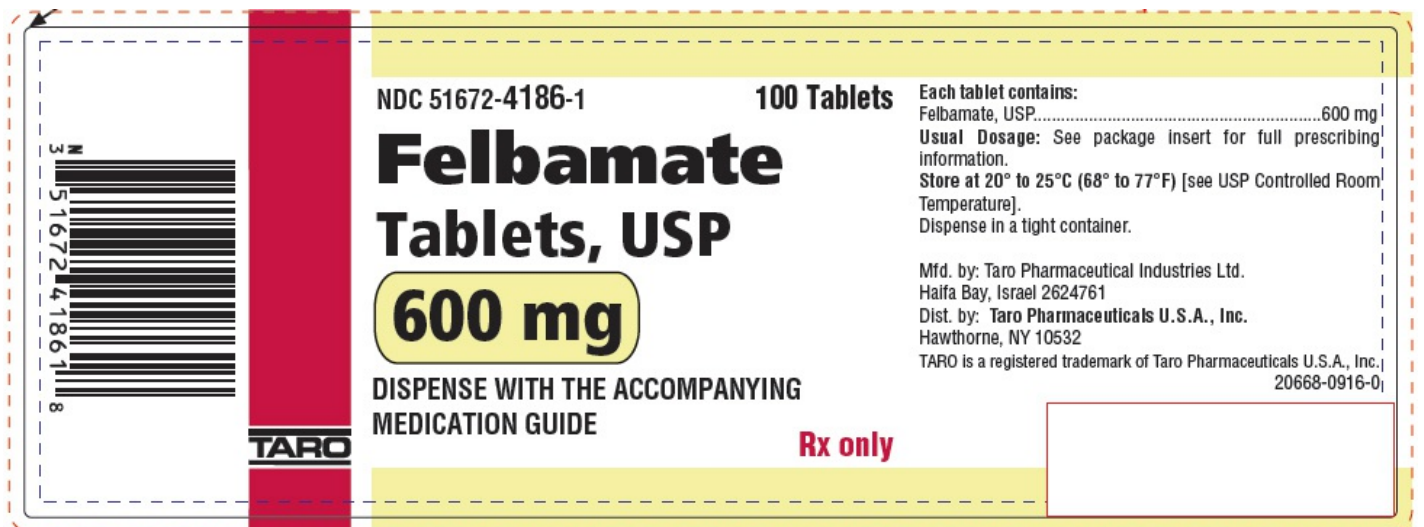 N
3 51672 41861 8
TARO
NDC 51672-4186-1 100 Tablets
Felbamate
Tablets, USP
600 mg
DISPENSE WITH THE ACCOMPANYING
MEDICATION GUIDE
Rx only
Each tablet contains:
Felbamate, USP..............................................................600 mg
Usual Dosage: See package insert for full prescribing
information.
Store at 20° to 25°C (68° to 77°F) [see USP Controlled Room
Temperature].
Dispense in a tight container.
Mfd. by: Taro Pharmaceutical Industries Ltd.
Haifa Bay, Israel 2624761
Dist. by: Taro Pharmaceuticals U.S.A., Inc.
Hawthorne, NY 10532
TARO is a registered trademark of Taro Pharmaceuticals U.S.A., Inc.
20668-0916-0